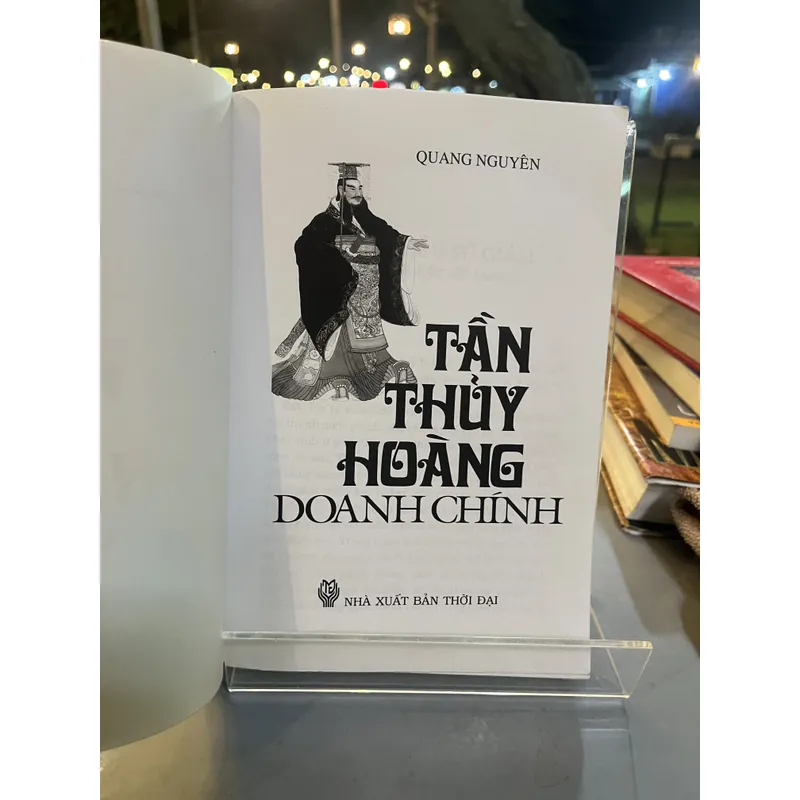 QUANG NGUYÊN
TẦN
THỦY
HOÀNG
DOANH CHÍNH
NHÀ XUẤT BẢN THỜI ĐẠI